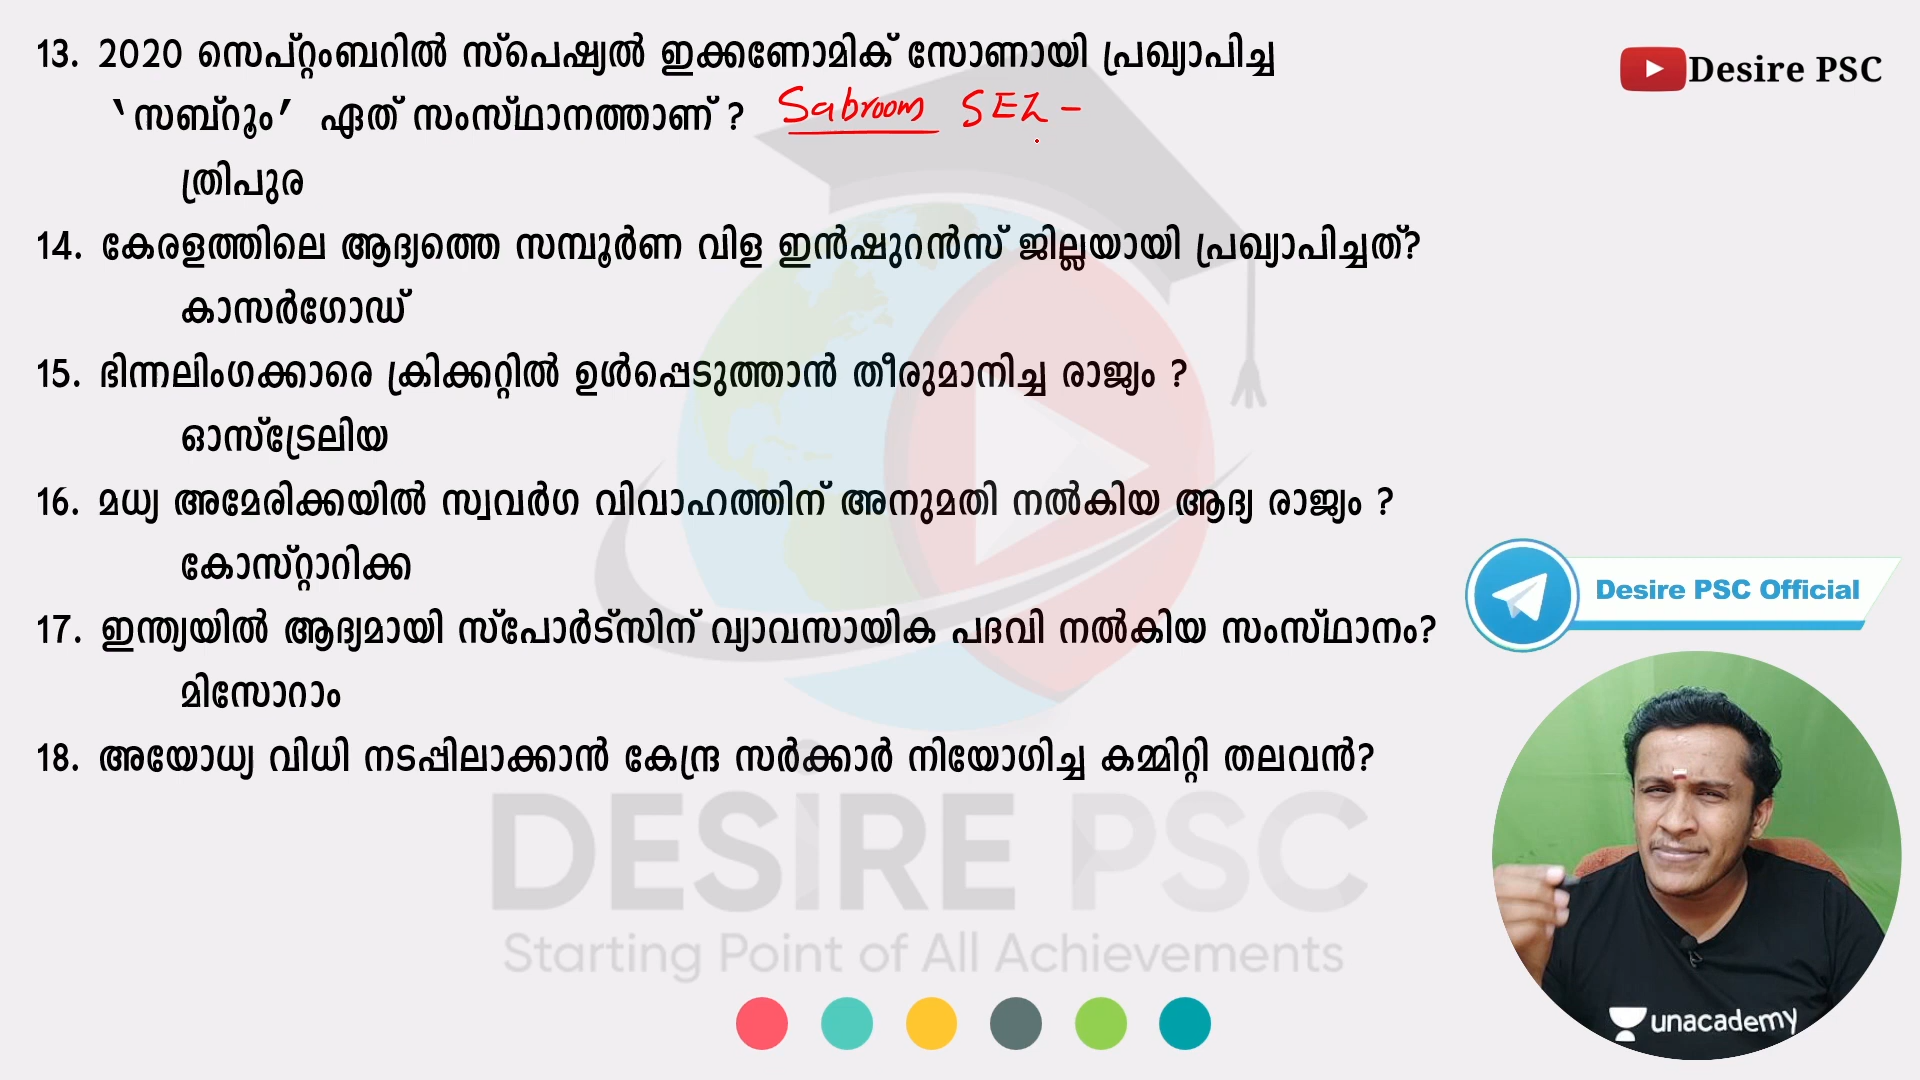 13. 2020 സെപ്റ്റംബറിൽ സ്പെഷ്യൽ ഇക്കണോമിക് സോണായി പ്രഖ്യാപിച്ച
‘സബ്റൂം’ ഏത് സംസ്ഥാനത്താണ് ? Sabroom SEZ -
ത്രിപുര
14. കേരളത്തിലെ ആദ്യത്തെ സമ്പൂർണ വിള ഇൻഷുറൻസ് ജില്ലയായി പ്രഖ്യാപിച്ചത്?
കാസർഗോഡ്
15. ഭിന്നലിംഗക്കാരെ ക്രിക്കറ്റിൽ ഉൾപ്പെടുത്താൻ തീരുമാനിച്ച രാജ്യം ?
ഓസ്ട്രേലിയ
16. മധ്യ അമേരിക്കയിൽ സ്വവർഗ വിവാഹത്തിന് അനുമതി നൽകിയ ആദ്യ രാജ്യം ?
കോസ്റ്റാറിക്ക
17. ഇന്ത്യയിൽ ആദ്യമായി സ്പോർട്സിന് വ്യാവസായിക പദവി നൽകിയ സംസ്ഥാനം?
മിസോറാം
18. അയോധ്യ വിധി നടപ്പിലാക്കാൻ കേന്ദ്ര സർക്കാർ നിയോഗിച്ച കമ്മിറ്റി തലവൻ?
DESIRE PSC
Starting Point of All Achievements
Desire PSC
Desire PSC Official
unacademy